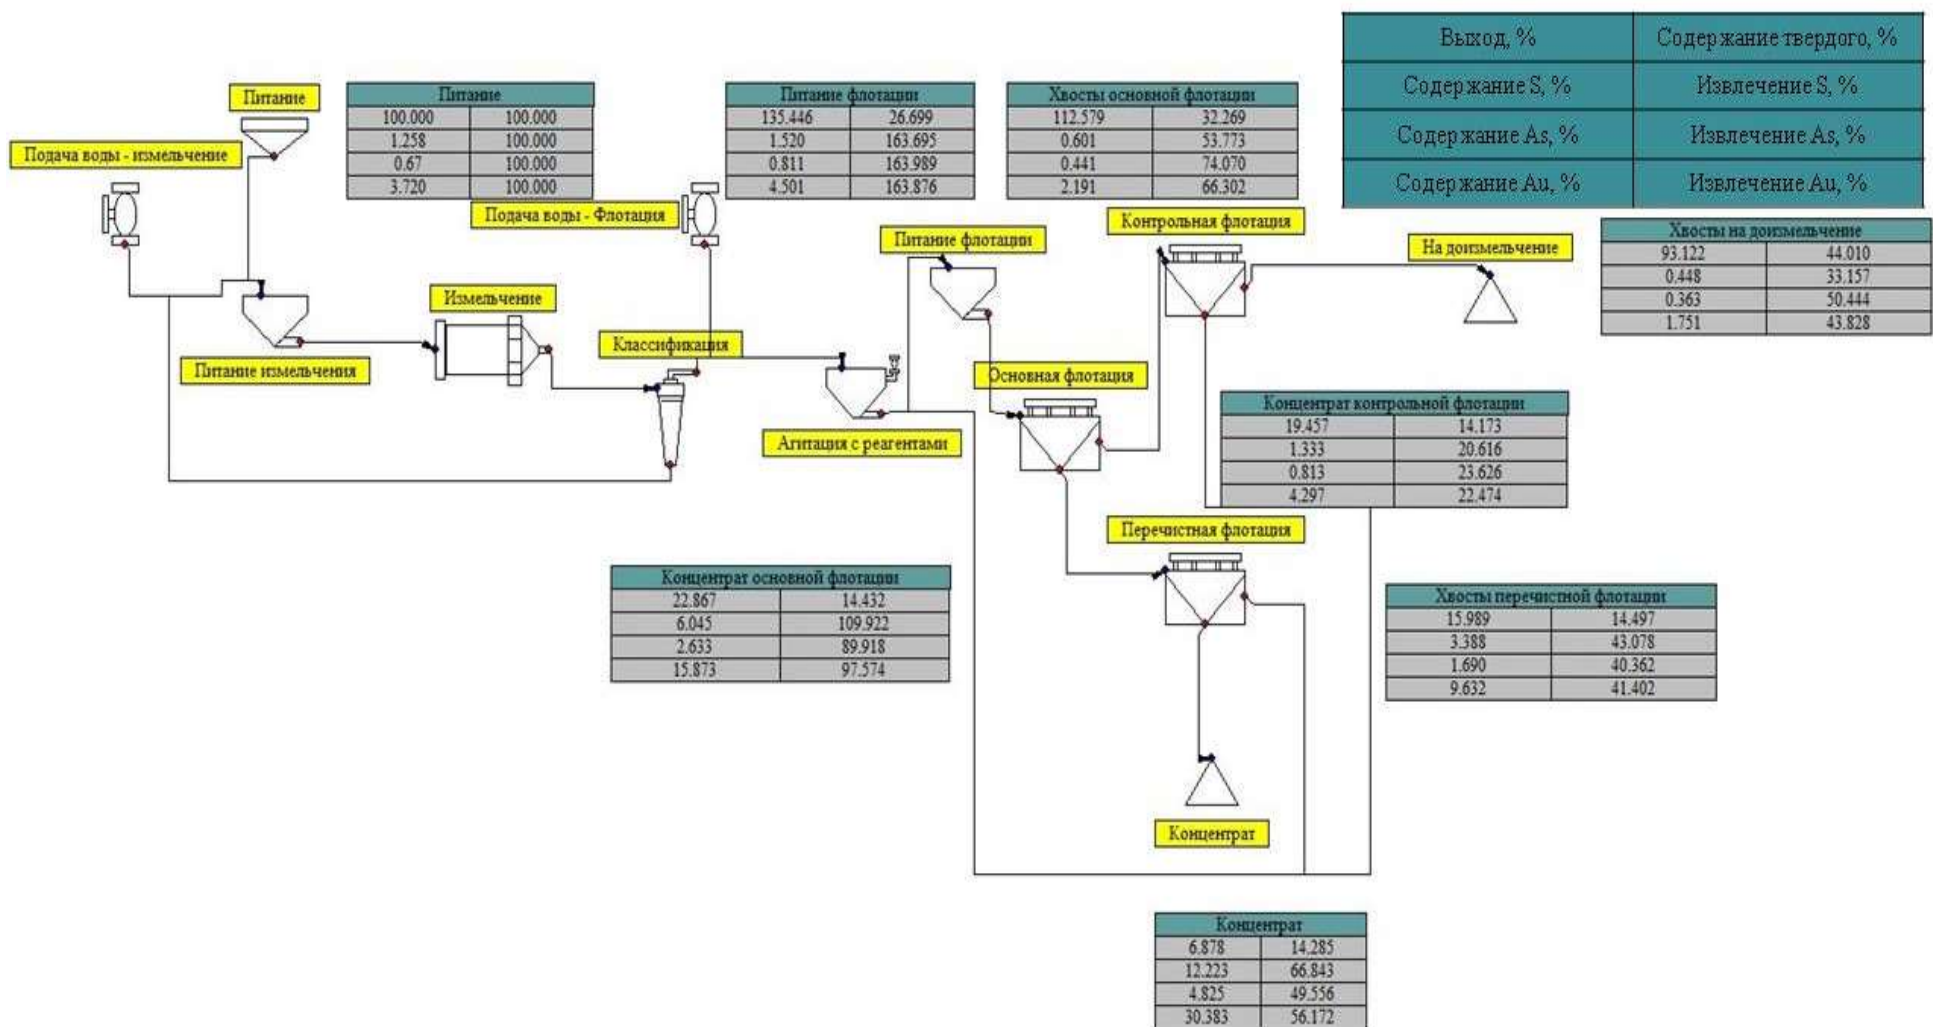 Выход, % Содержание твердого, %
Содержание S, % Извлечение S, %
Содержание As, % Извлечение As, %
Содержание Au, % Извлечение Au, %
Питание
Подача воды - измельчение
Питание
100.000 100.000
1.258 100.000
0.67 100.000
3.720 100.000
Подача воды - Флотация
Питание флотации
135.446 26.699
1.520 163.695
0.811 163.989
4.501 163.876
Хвосты основной флотации
112.579 32.269
0.601 53.773
0.441 74.070
2.191 66.302
Контрольная флотация
Питание флотации
На доизмельчение
Хвосты на доизмельчение
93.122 44.010
0.448 33.157
0.363 50.444
1.751 43.828
Измельчение
Классификация
Питание измельчения
Основная флотация
Агитация с реагентами
Концентрат контрольной флотации
19.457 14.173
1.333 20.616
0.813 23.626
4.297 22.474
Перечистная флотация
Концентрат основной флотации
22.867 14.432
6.045 109.922
2.633 89.918
15.873 97.574
Хвосты перечистной флотации
15.989 14.497
3.388 43.078
1.690 40.362
9.632 41.402
Концентрат
Концентрат
6.878 14.285
12.223 66.843
4.825 49.556
30.383 56.172